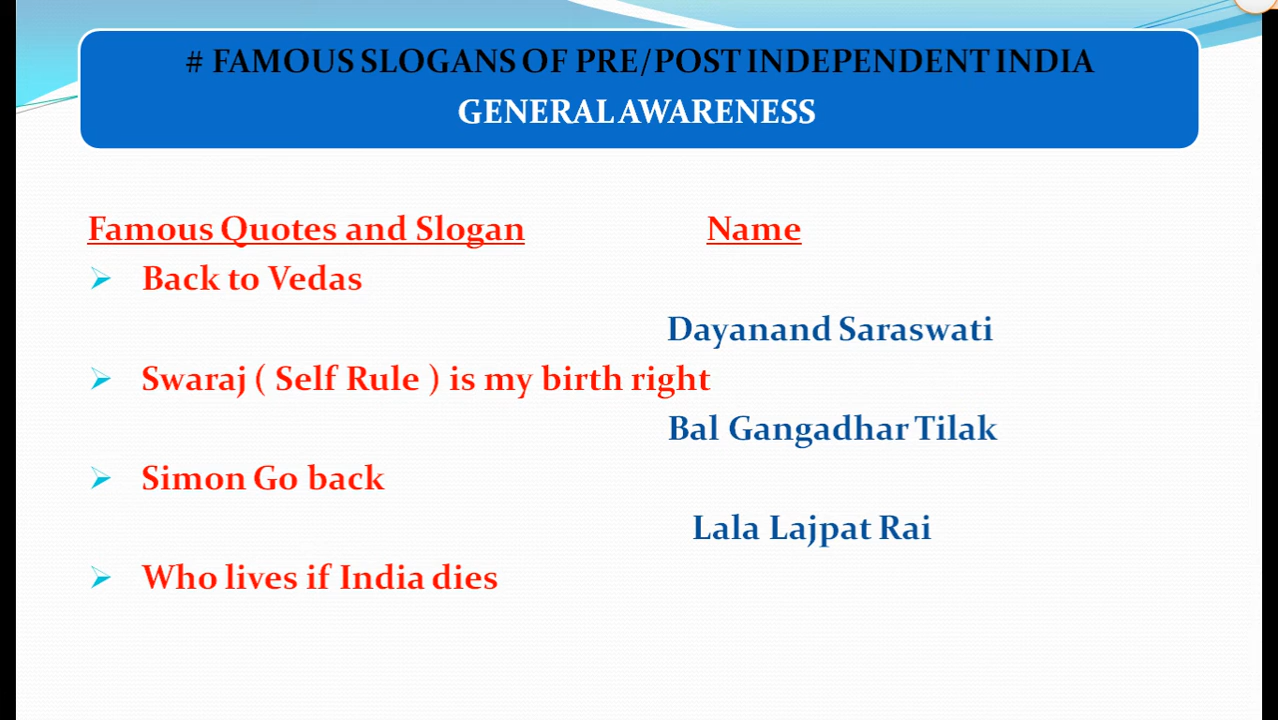 # FAMOUS SLOGANS OF PRE/POST INDEPENDENT INDIA
GENERAL AWARENESS
Famous Quotes and Slogan Name
Back to Vedas
Dayanand Saraswati
Swaraj ( Self Rule ) is my birth right
Bal Gangadhar Tilak
Simon Go back
Lala Lajpat Rai
Who lives if India dies